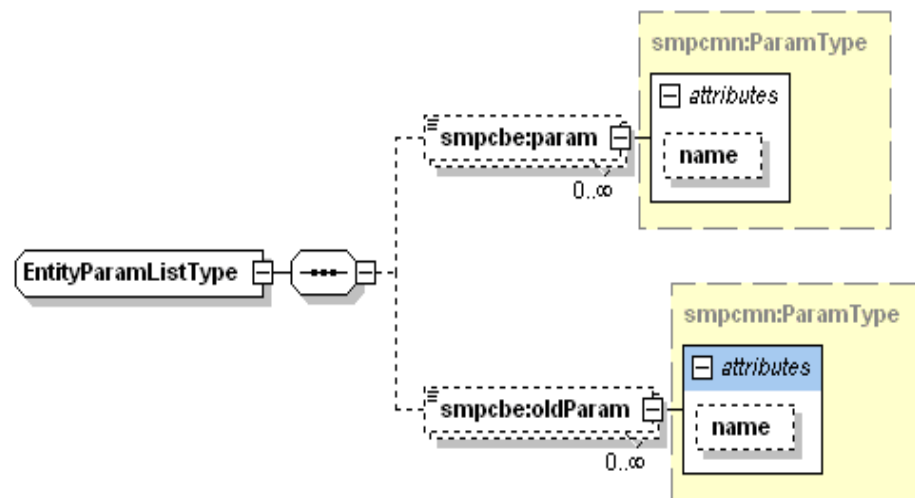 smpcmn:ParamType
attributes
smpcbe:param
name
0..∞
EntityParamListType
smpcmn:ParamType
attributes
smpcbe:oldParam
name
0..∞